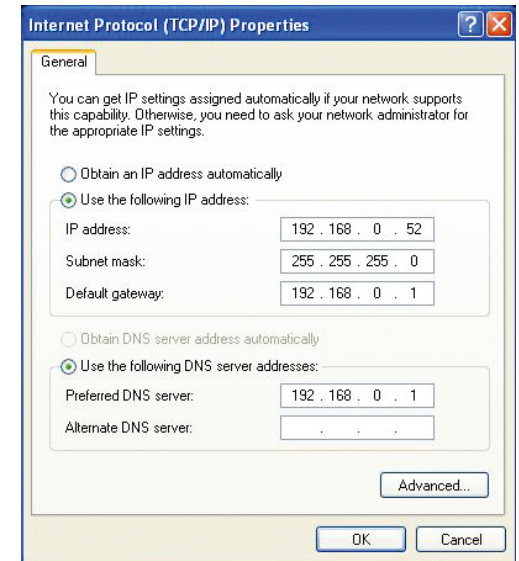 Internet Protocol (TCP/IP) Properties
General
You can get IP settings assigned automatically if your network supports
this capability. Otherwise, you need to ask your network administrator for
the appropriate IP settings.
Obtain an IP address automatically
Use the following IP address:
IP address: 192 . 168 . 0 . 52
Subnet mask: 255 . 255 . 255 . 0
Default gateway: 192 . 168 . 0 . 1
Obtain DNS server address automatically
Use the following DNS server addresses:
Preferred DNS server: 192 . 168 . 0 . 1
Alternate DNS server: . . .
Advanced...
OK Cancel